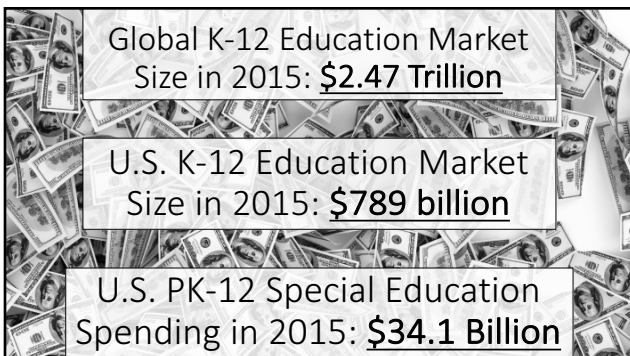 Global K-12 Education Market
Size in 2015: $2.47 Trillion
U.S. K-12 Education Market
Size in 2015: $789 billion
U.S. PK-12 Special Education
Spending in 2015: $34.1 Billion